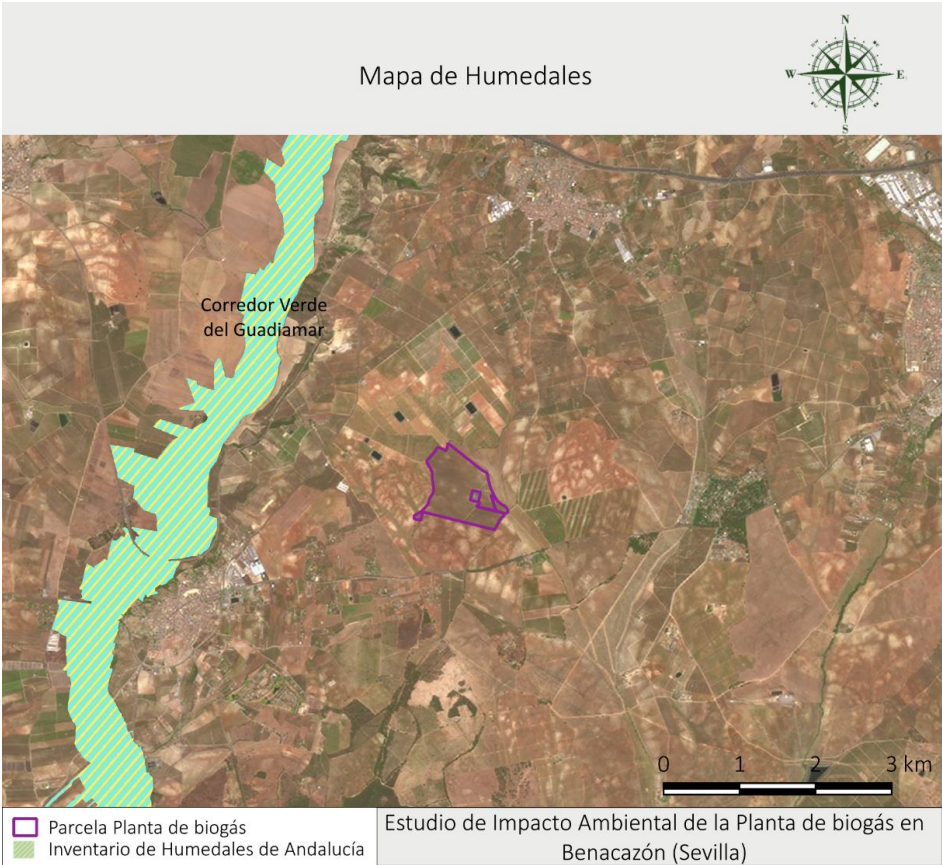 Mapa de Humedales
N
W
E
S
Corredor Verde
del Guadiamar
0 1 2 3 km
Parcela Planta de biogás
Inventario de Humedales de Andalucía
Estudio de Impacto Ambiental de la Planta de biogás en
Benacazón (Sevilla)